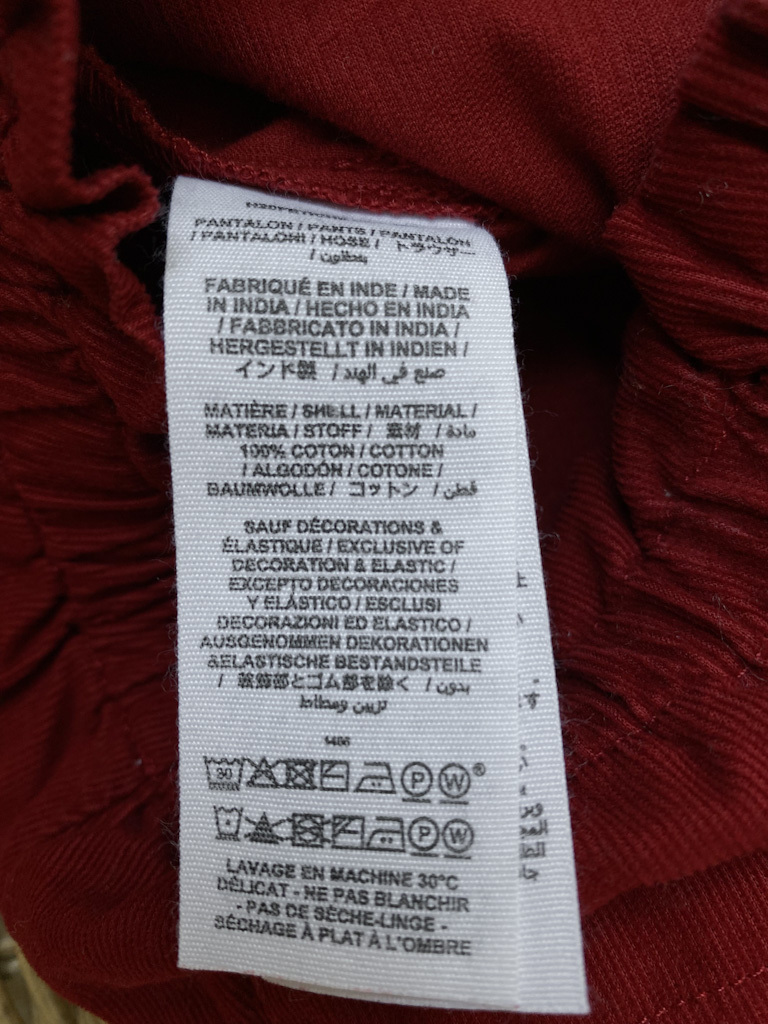 PANTALON / PANTS / PANTALON
/ PANTALONI / HOSE / トラウザー
/ بنطلون
FABRIQUÉ EN INDE / MADE
IN INDIA / HECHO EN INDIA
/ FABBRICATO IN INDIA /
HERGESTELLT IN INDIEN /
インド製 / صنع في الهند
MATIÈRE / SHELL / MATERIAL /
MATERIA / STOFF / 素材 / مادة
100% COTON / COTTON
/ ALGODÓN / COTONE /
BAUMWOLLE / コットン / قطن
SAUF DÉCORATIONS &
ÉLASTIQUE / EXCLUSIVE OF
DECORATION & ELASTIC /
EXCEPTO DECORACIONES
Y ELÁSTICO / ESCLUSI
DECORAZIONI ED ELASTICO /
AUSGENOMMEN DEKORATIONEN
&ELASTISCHE BESTANDSTEILE
/ 装飾部とゴム部を除く / بدون
تزيين ومطاط
1486
30 P W ®
P W
LAVAGE EN MACHINE 30°C
DÉLICAT - NE PAS BLANCHIR
- PAS DE SÈCHE-LINGE -
SÉCHAGE À PLAT À L'OMBRE